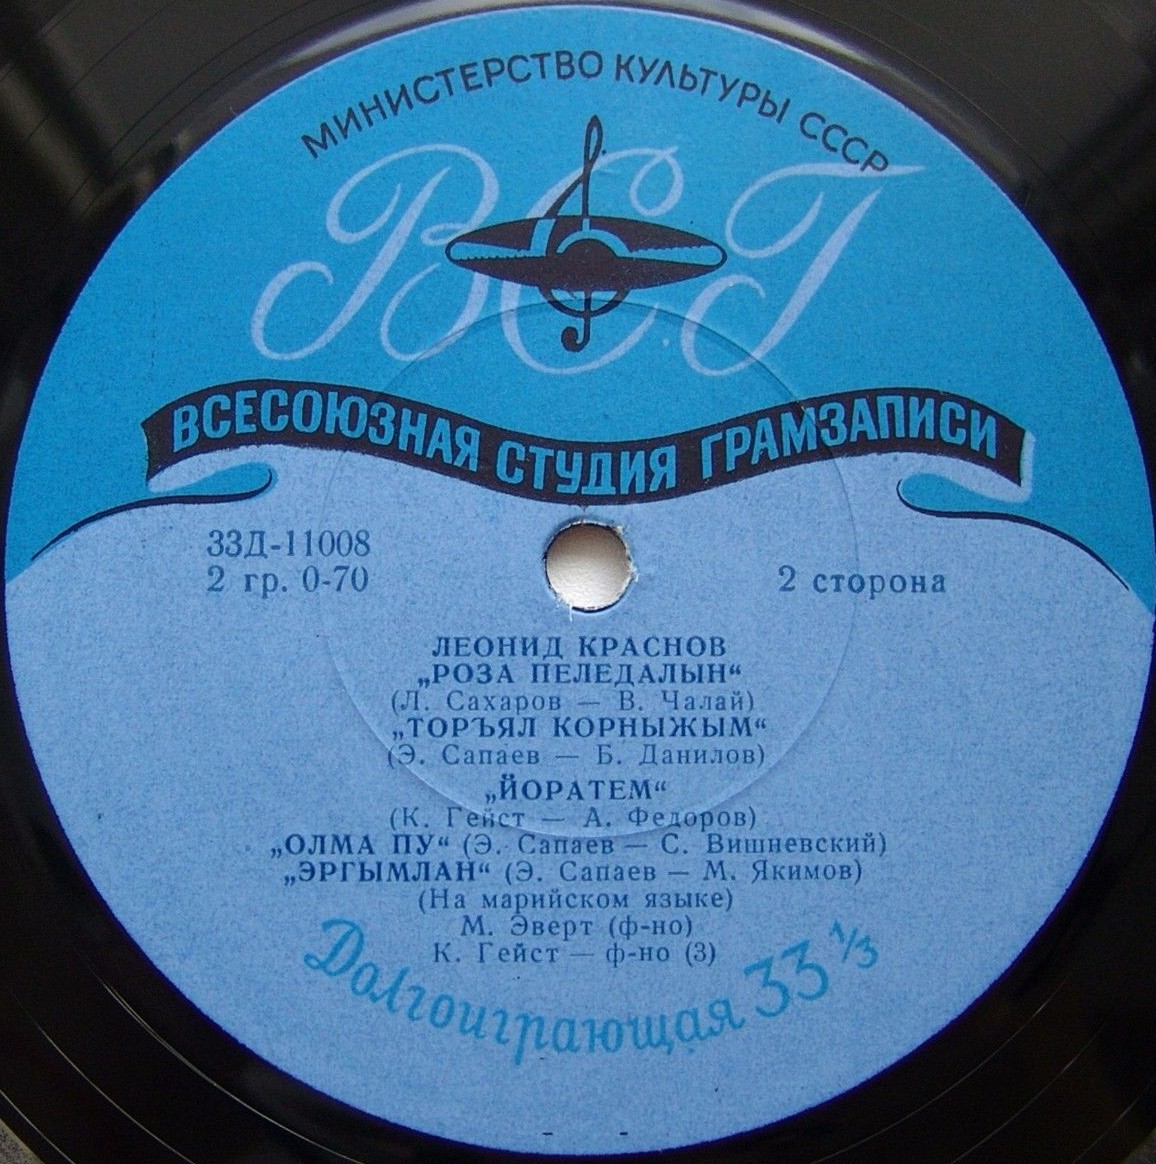 МИНИСТЕРСТВО КУЛЬТУРЫ СССР
ВСГ
ВСЕСОЮЗНАЯ СТУДИЯ ГРАМЗАПИСИ
33Д-11008
2 гр. 0-70
2 сторона
ЛЕОНИД КРАСНОВ
„РОЗА ПЕЛЕДАЛЫН“
(Л. Сахаров — В. Чалай)
„ТОРЪЯЛ КОРНЫЖЫМ“
(Э. Сапаев — Б. Данилов)
„ЙОРАТЕМ“
(К. Гейст — А. Федоров)
„ОЛМА ПУ“ (Э. Сапаев — С. Вишневский)
„ЭРГЫМЛАН“ (Э. Сапаев — М. Якимов)
(На марийском языке)
М. Эверт (ф-но)
К. Гейст — ф-но (3)
Долгоиграющая 33 1/3